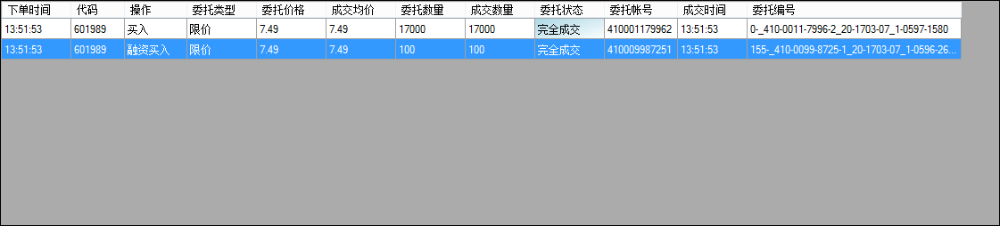 下单时间 代码 操作 委托类型 委托价格 成交均价 委托数量 成交数量 委托状态 委托帐号 成交时间 委托编号
13:51:53 601989 买入 限价 7.49 7.49 17000 17000 完全成交 410001179962 13:51:53 0-_410-0011-7996-2_20-1703-07_1-0597-1580
13:51:53 601989 融资买入 限价 7.49 7.49 100 100 完全成交 410009987251 13:51:53 155-_410-0099-8725-1_20-1703-07_1-0596-26...